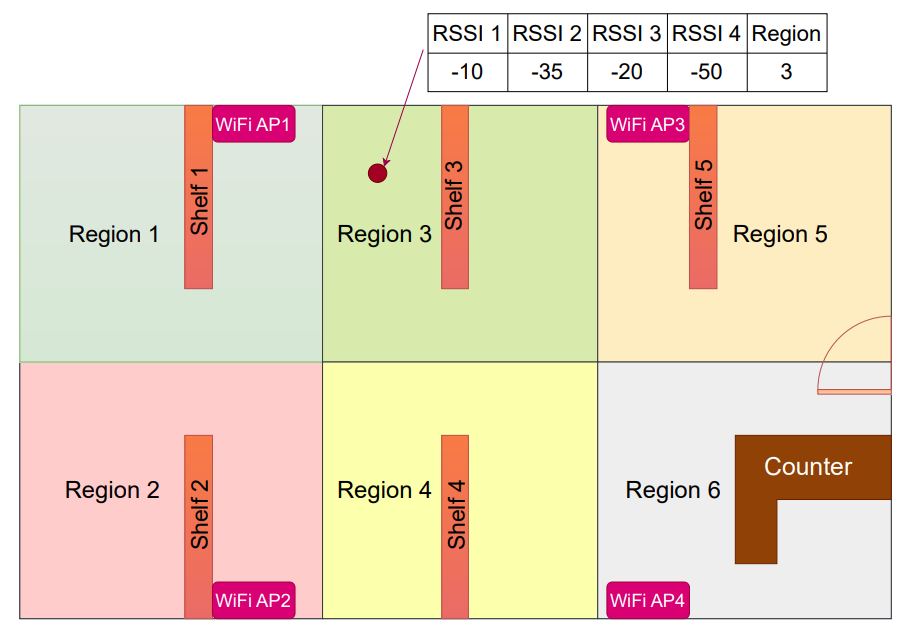 RSSI 1 RSSI 2 RSSI 3 RSSI 4 Region
-10 -35 -20 -50 3
WiFi AP1
WiFi AP3
Shelf 1
Shelf 3
Shelf 5
Region 1
Region 3
Region 5
Counter
Region 2
Region 4
Region 6
Shelf 2
Shelf 4
WiFi AP2
WiFi AP4